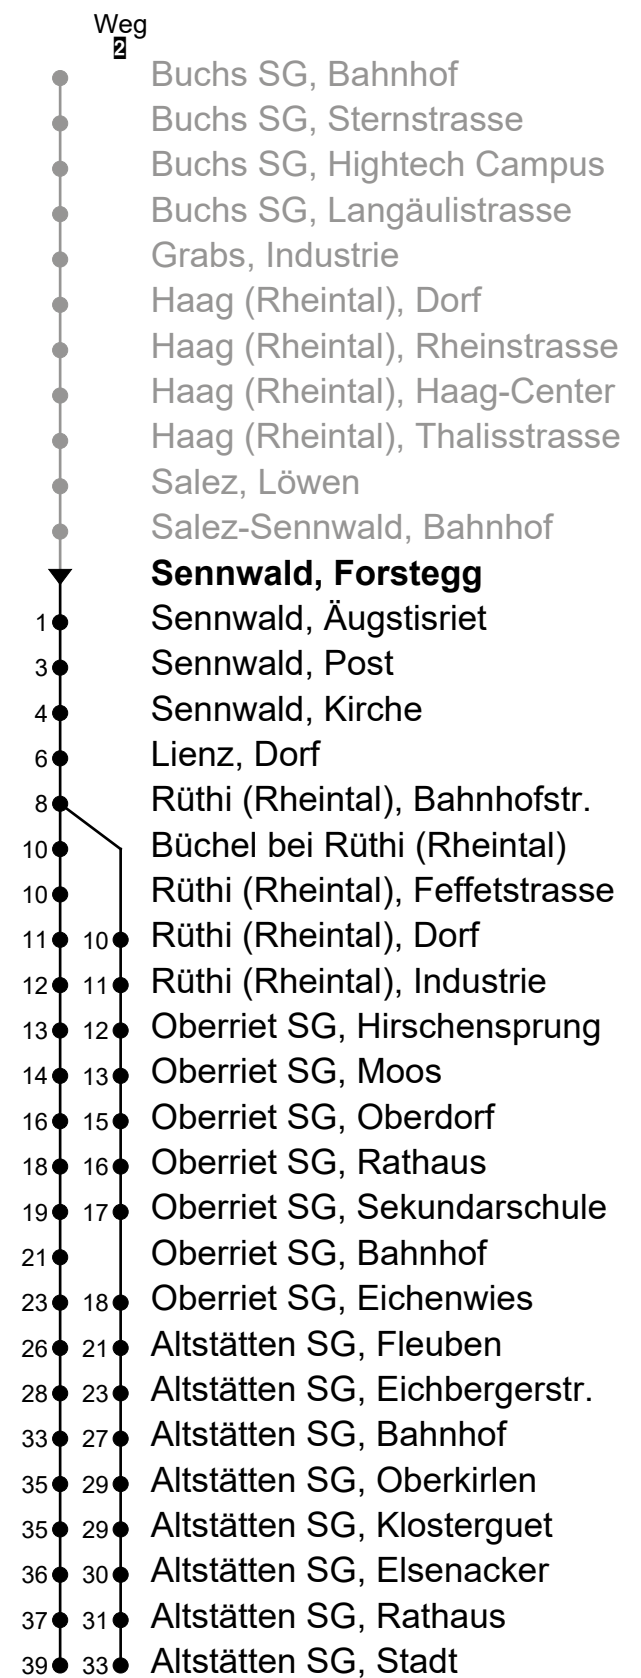 Weg
2
Buchs SG, Bahnhof
Buchs SG, Sternstrasse
Buchs SG, Hightech Campus
Buchs SG, Langäulistrasse
Grabs, Industrie
Haag (Rheintal), Dorf
Haag (Rheintal), Rheinstrasse
Haag (Rheintal), Haag-Center
Haag (Rheintal), Thalisstrasse
Salez, Löwen
Salez-Sennwald, Bahnhof
Sennwald, Forstegg
1 Sennwald, Äugstisriet
3 Sennwald, Post
4 Sennwald, Kirche
6 Lienz, Dorf
8 Rüthi (Rheintal), Bahnhofstr.
10 Büchel bei Rüthi (Rheintal)
10 Rüthi (Rheintal), Feffetstrasse
11 10 Rüthi (Rheintal), Dorf
12 11 Rüthi (Rheintal), Industrie
13 12 Oberriet SG, Hirschensprung
14 13 Oberriet SG, Moos
16 15 Oberriet SG, Oberdorf
18 16 Oberriet SG, Rathaus
19 17 Oberriet SG, Sekundarschule
21 Oberriet SG, Bahnhof
23 18 Oberriet SG, Eichenwies
26 21 Altstätten SG, Fleuben
28 23 Altstätten SG, Eichbergerstr.
33 27 Altstätten SG, Bahnhof
35 29 Altstätten SG, Oberkirlen
35 29 Altstätten SG, Klosterguet
36 30 Altstätten SG, Elsenacker
37 31 Altstätten SG, Rathaus
39 33 Altstätten SG, Stadt